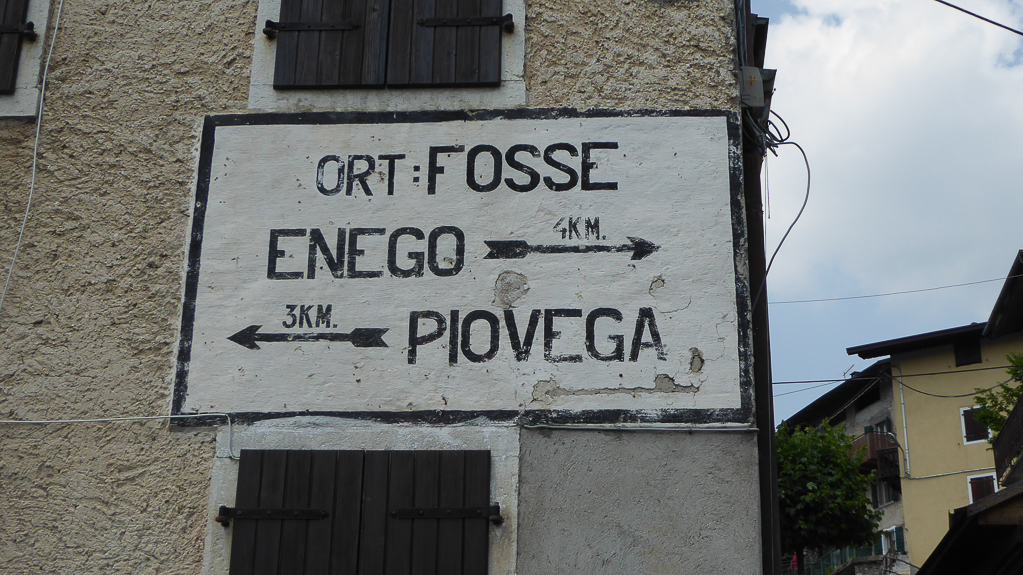 ORT: FOSSE
ENEGO 4KM.
3KM. PIOVEGA